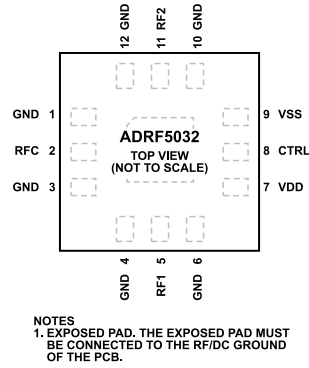 12 GND
11 RF2
10 GND
GND 1
RFC 2
GND 3
ADRF5032
TOP VIEW
(NOT TO SCALE)
9 VSS
8 CTRL
7 VDD
GND 4
RF1 5
GND 6
NOTES
1. EXPOSED PAD. THE EXPOSED PAD MUST
BE CONNECTED TO THE RF/DC GROUND
OF THE PCB.